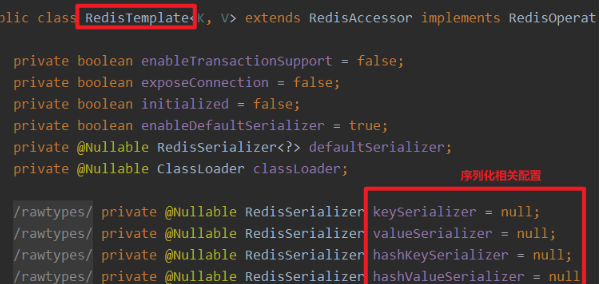 public class RedisTemplate<K, V> extends RedisAccessor implements RedisOperat
private boolean enableTransactionSupport = false;
private boolean exposeConnection = false;
private boolean initialized = false;
private boolean enableDefaultSerializer = true;
private @Nullable RedisSerializer<?> defaultSerializer;
private @Nullable ClassLoader classLoader;
序列化相关配置
/rawtypes/ private @Nullable RedisSerializer keySerializer = null;
/rawtypes/ private @Nullable RedisSerializer valueSerializer = null;
/rawtypes/ private @Nullable RedisSerializer hashKeySerializer = null;
/rawtypes/ private @Nullable RedisSerializer hashValueSerializer = null